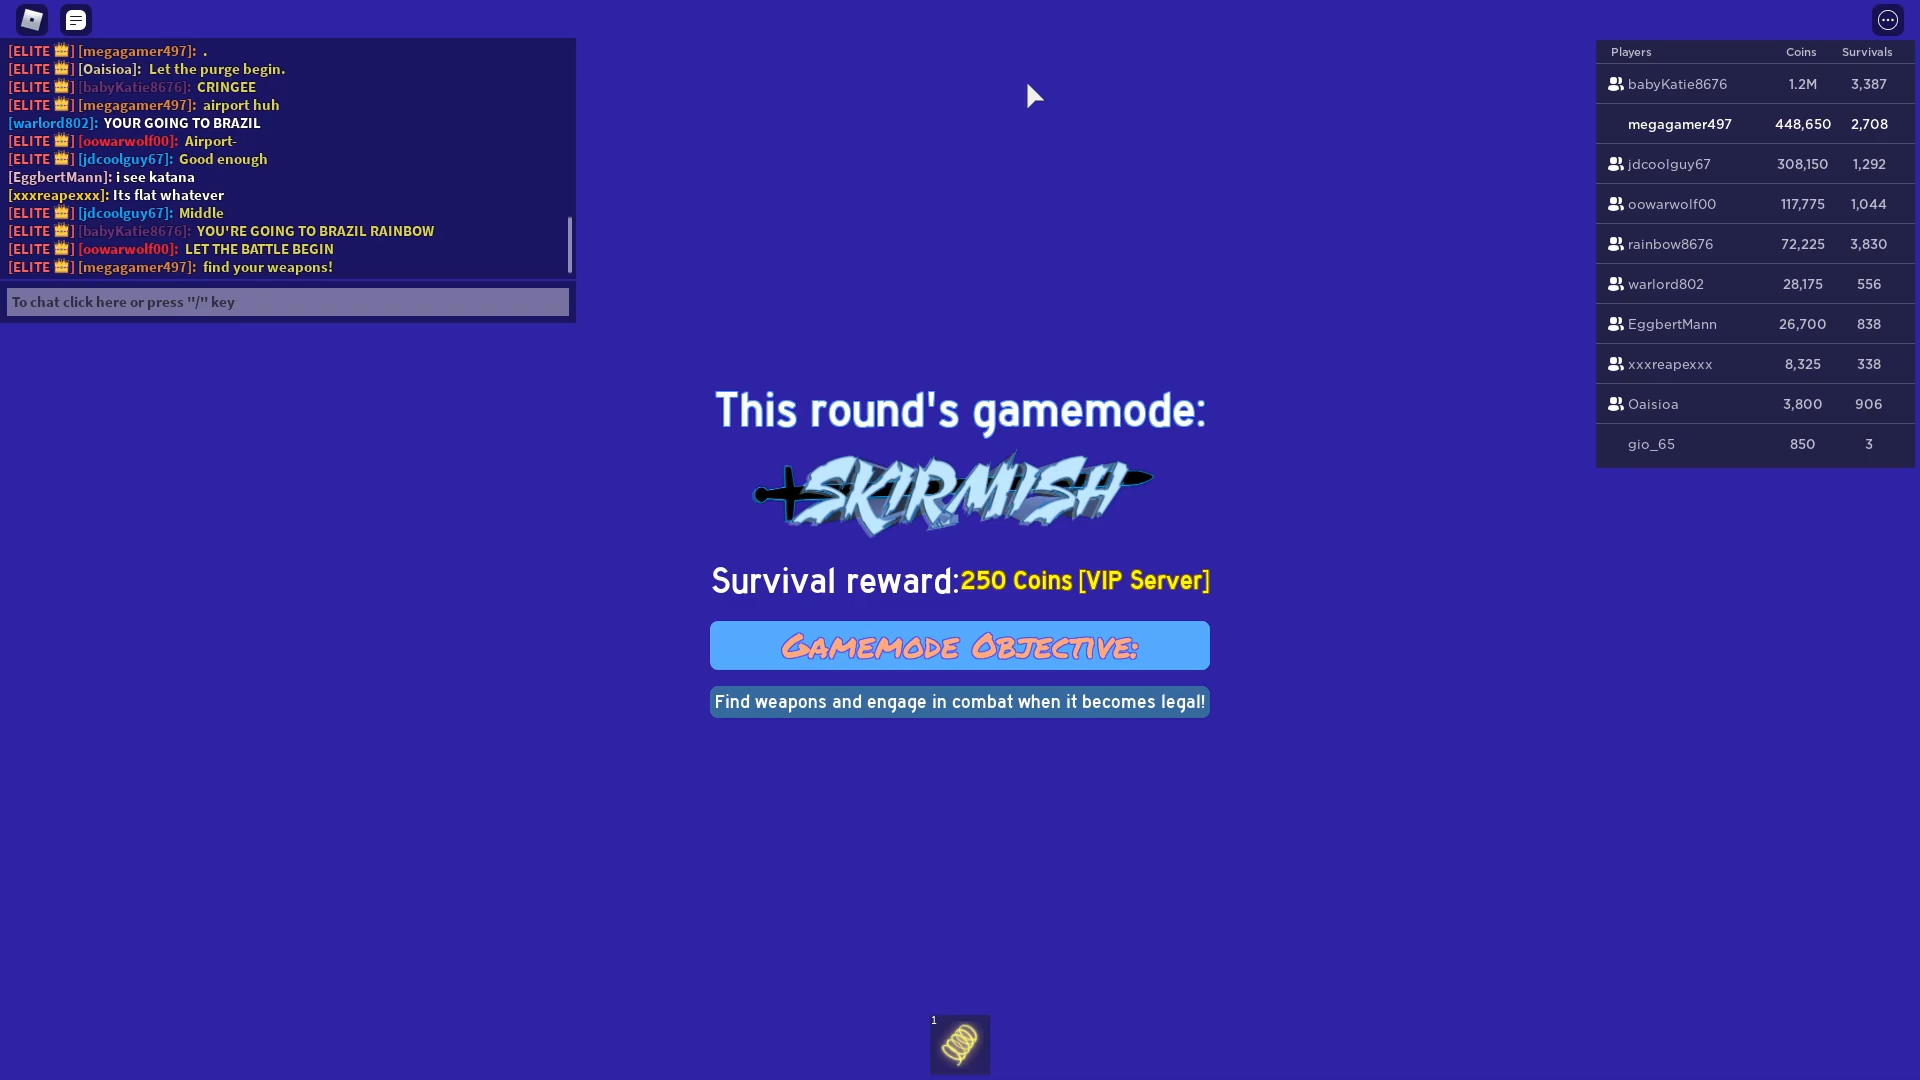 [ELITE 👑] [megagamer497]: .
[ELITE 👑] [Oaisioa]: Let the purge begin.
[ELITE 👑] [babyKatie8676]: CRINGEE
[ELITE 👑] [megagamer497]: airport huh
[warlord802]: YOUR GOING TO BRAZIL
[ELITE 👑] [oowarwolf00]: Airport-
[ELITE 👑] [jdcoolguy67]: Good enough
[EggbertMann]: i see katana
[xxxreapexxx]: Its flat whatever
[ELITE 👑] [jdcoolguy67]: Middle
[ELITE 👑] [babyKatie8676]: YOU'RE GOING TO BRAZIL RAINBOW
[ELITE 👑] [oowarwolf00]: LET THE BATTLE BEGIN
[ELITE 👑] [megagamer497]: find your weapons!
To chat click here or press "/" key
Players Coins Survivals
babyKatie8676 1.2M 3,387
megagamer497 448,650 2,708
jdcoolguy67 308,150 1,292
oowarwolf00 117,775 1,044
rainbow8676 72,225 3,830
warlord802 28,175 556
EggbertMann 26,700 838
xxxreapexxx 8,325 338
Oaisioa 3,800 906
gio_65 850 3
This round's gamemode:
SKIRMISH
Survival reward:250 Coins [VIP Server]
Gamemode Objective:
Find weapons and engage in combat when it becomes legal!
1